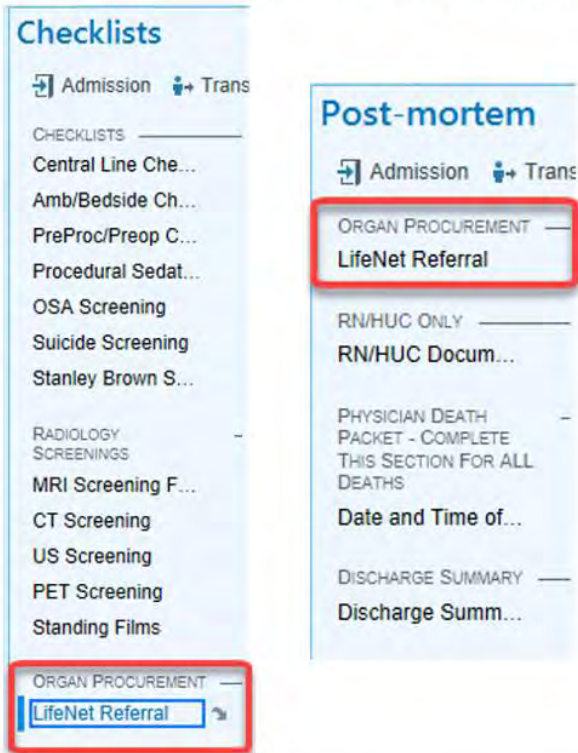 Checklists
Admission Trans
CHECKLISTS
Central Line Che...
Amb/Bedside Ch...
PreProc/Preop C...
Procedural Sedat...
OSA Screening
Suicide Screening
Stanley Brown S...
RADIOLOGY
SCREENINGS
MRI Screening F...
CT Screening
US Screening
PET Screening
Standing Films
ORGAN PROCUREMENT
LifeNet Referral
Post-mortem
Admission Trans
ORGAN PROCUREMENT
LifeNet Referral
RN/HUC ONLY
RN/HUC Docum...
PHYSICIAN DEATH
PACKET - COMPLETE
THIS SECTION FOR ALL
DEATHS
Date and Time of...
DISCHARGE SUMMARY
Discharge Summ...